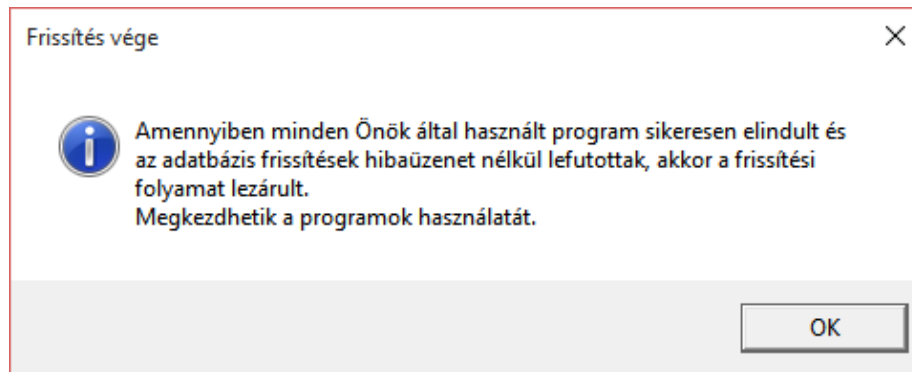 Frissítés vége
Amennyiben minden Önök által használt program sikeresen elindult és
az adatbázis frissítések hibaüzenet nélkül lefutottak, akkor a frissítési
folyamat lezárult.
Megkezdhetik a programok használatát.
OK